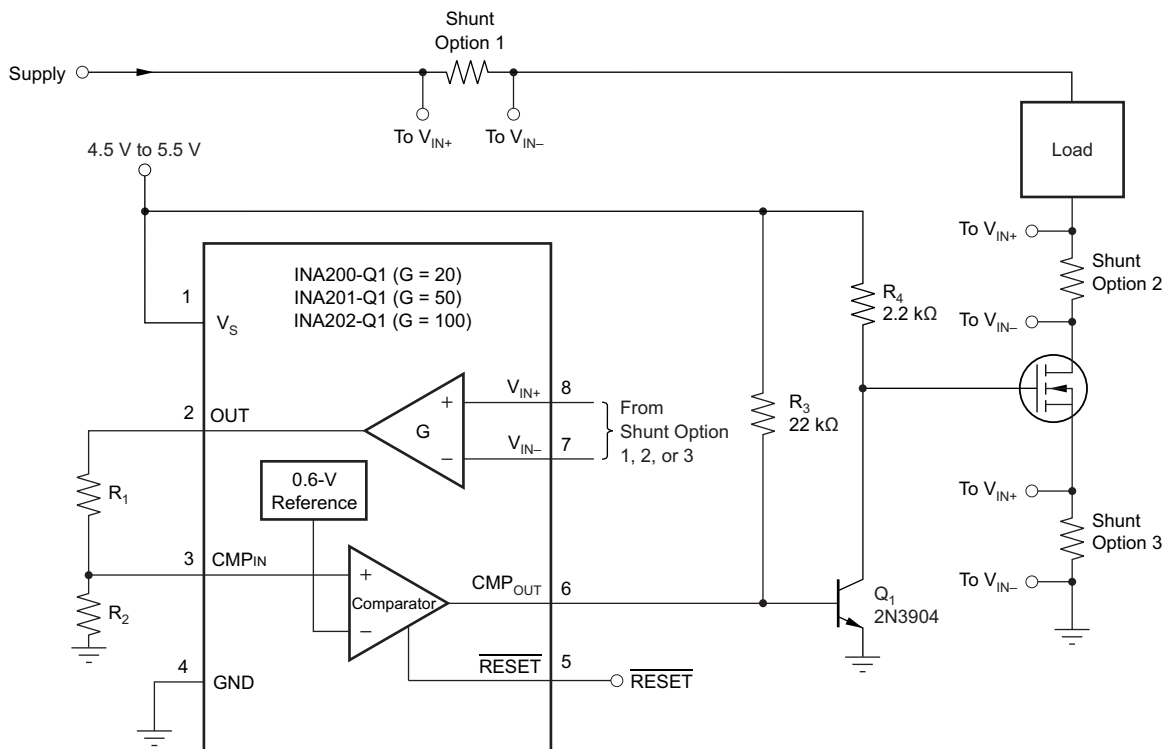 Shunt
Option 1
Supply
To V_IN+
To V_IN–
4.5 V to 5.5 V
Load
To V_IN+
Shunt
Option 2
To V_IN–
INA200-Q1 (G = 20)
INA201-Q1 (G = 50)
INA202-Q1 (G = 100)
1
V_S
R_4
2.2 kΩ
2
OUT
+
G
–
V_IN+
8
V_IN–
7
From
Shunt Option
1, 2, or 3
R_3
22 kΩ
R_1
0.6-V
Reference
To V_IN+
Shunt
Option 3
To V_IN–
3
CMP_IN
+
Comparator
–
CMP_OUT
6
Q_1
2N3904
R_2
4
GND
RESET
5
RESET